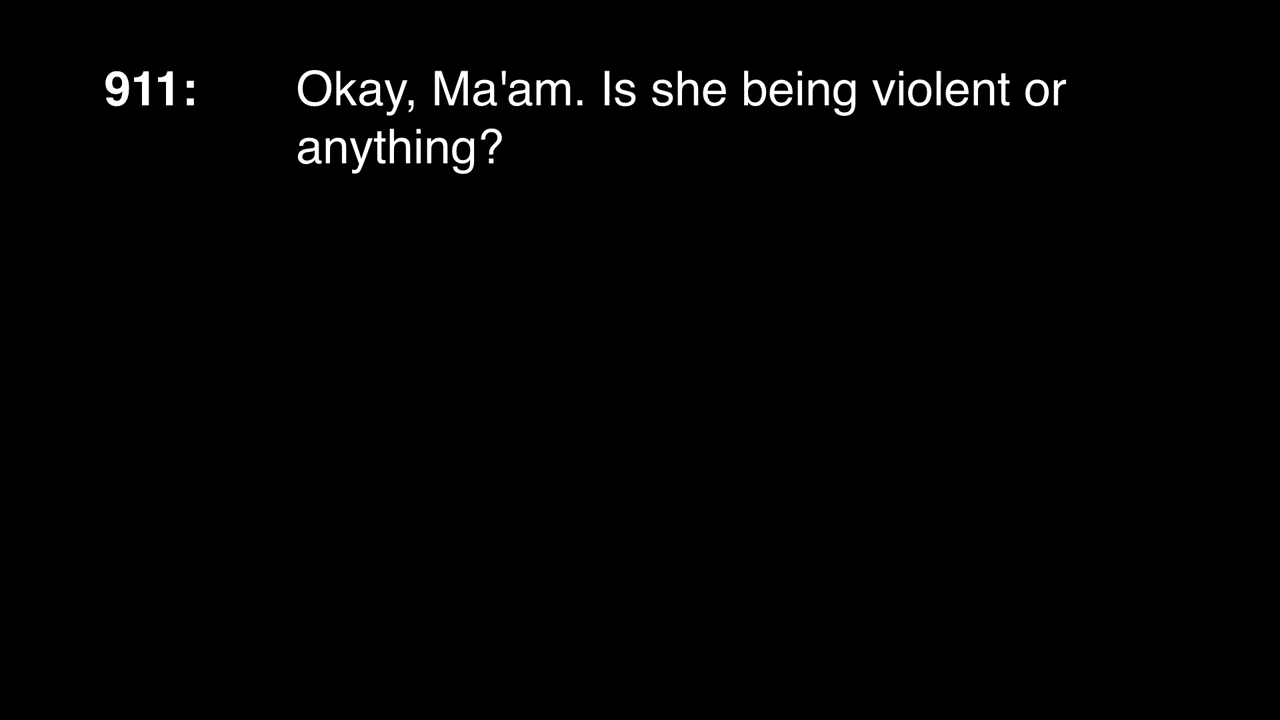 911: Okay, Ma'am. Is she being violent or
anything?